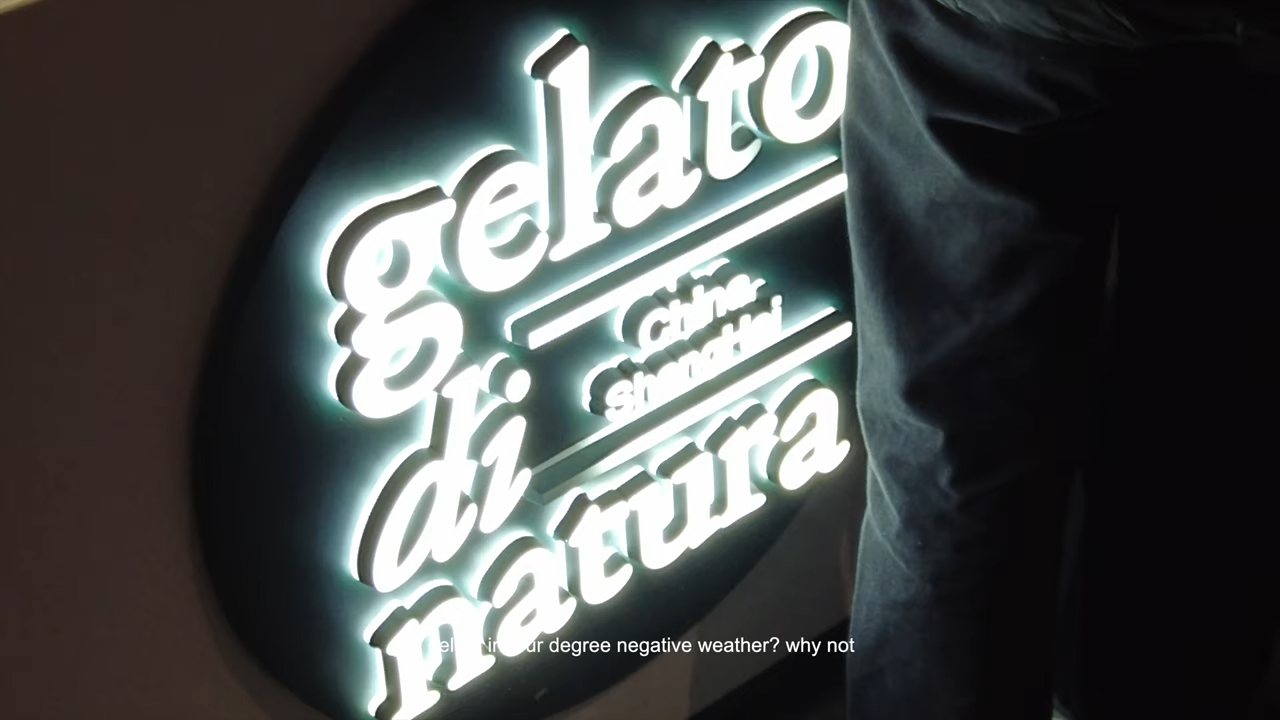 gelato
China
ShangHai
di
natura
degree negative weather? why not